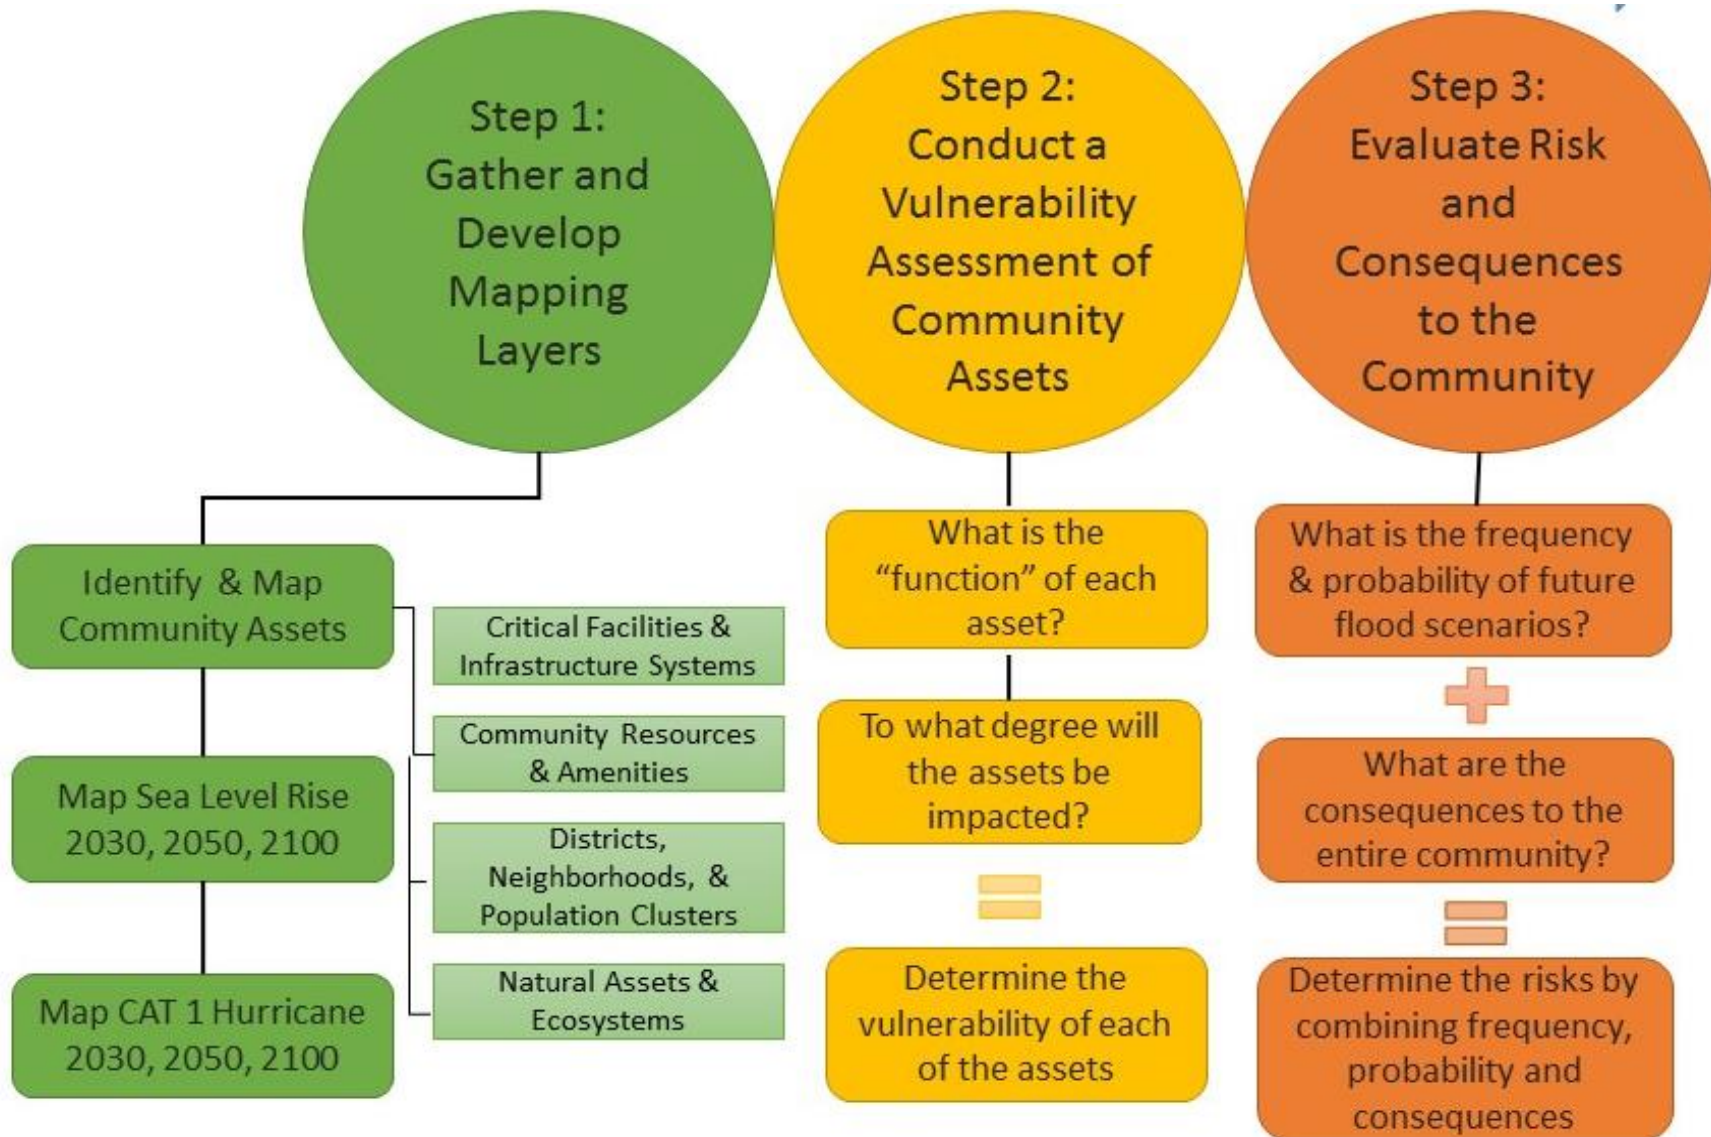 Step 1:
Gather and
Develop
Mapping
Layers
Step 2:
Conduct a
Vulnerability
Assessment of
Community
Assets
Step 3:
Evaluate Risk
and
Consequences
to the
Community
Identify & Map
Community Assets
Critical Facilities &
Infrastructure Systems
Community Resources
& Amenities
Districts,
Neighborhoods, &
Population Clusters
Natural Assets &
Ecosystems
Map Sea Level Rise
2030, 2050, 2100
Map CAT 1 Hurricane
2030, 2050, 2100
What is the
“function” of each
asset?
To what degree will
the assets be
impacted?
Determine the
vulnerability of each
of the assets
What is the frequency
& probability of future
flood scenarios?
What are the
consequences to the
entire community?
Determine the risks by
combining frequency,
probability and
consequences